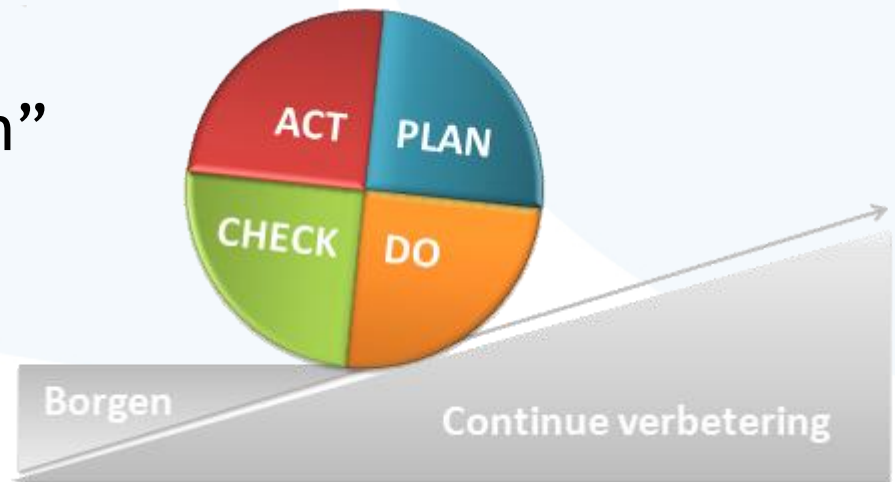 n”
ACT PLAN
CHECK DO
Borgen
Continue verbetering